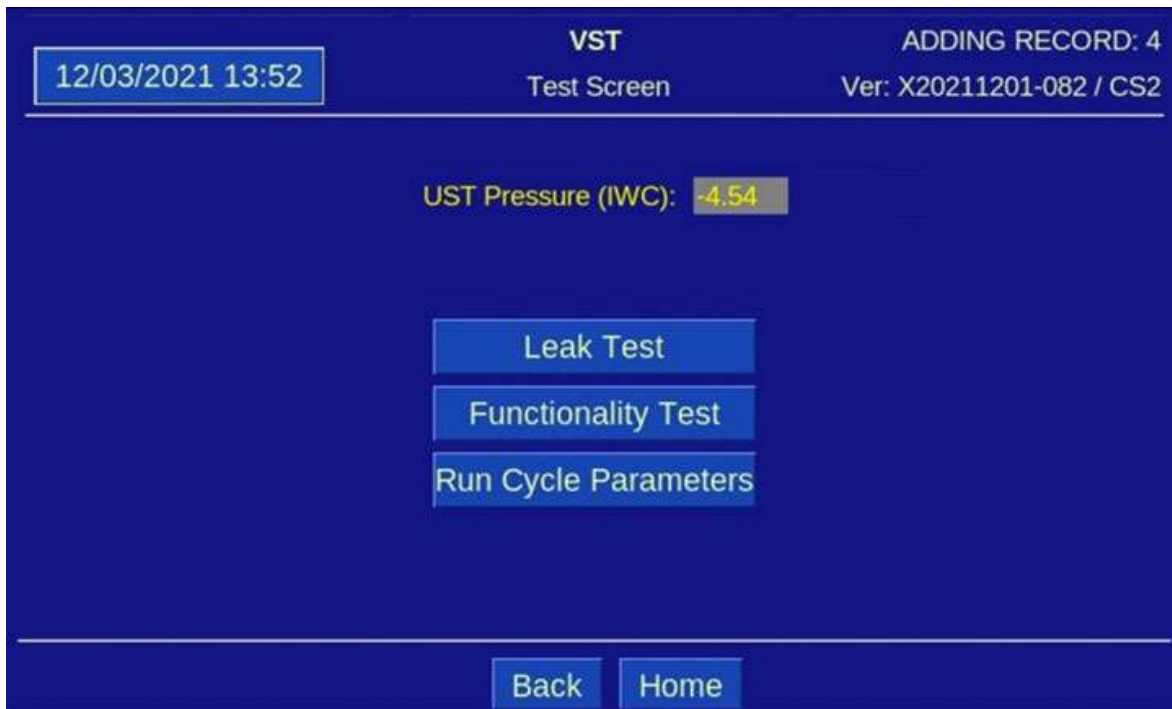 12/03/2021 13:52
VST
Test Screen
ADDING RECORD: 4
Ver: X20211201-082 / CS2
UST Pressure (IWC): -4.54
Leak Test
Functionality Test
Run Cycle Parameters
Back
Home